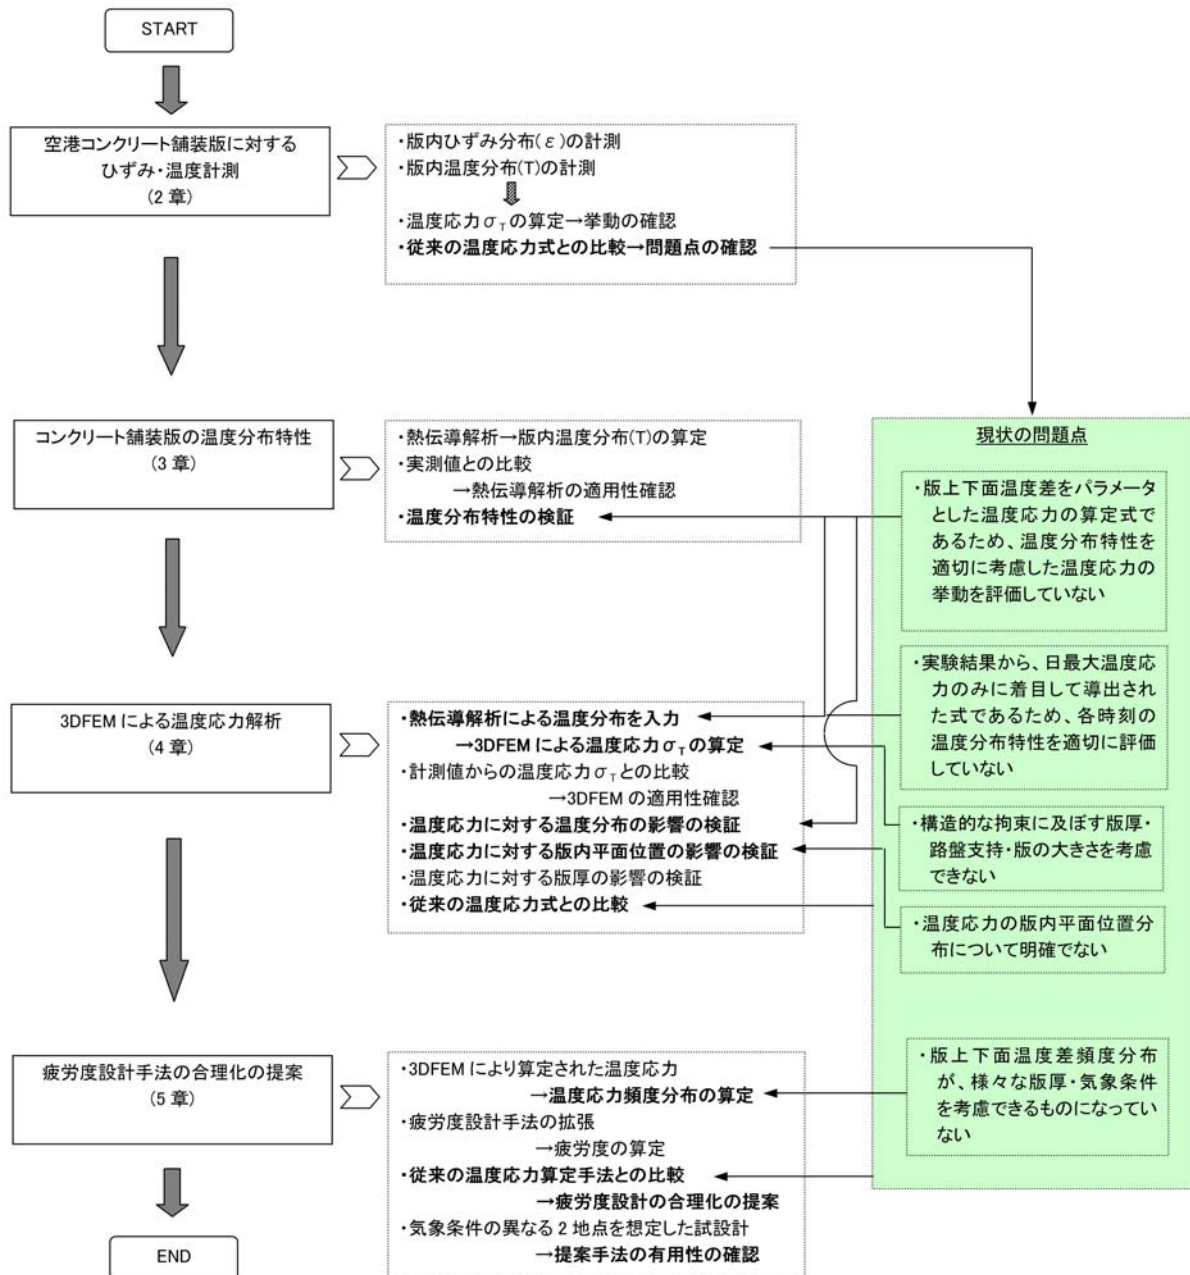 START
空港コンクリート舗装版に対する
ひずみ・温度計測
(2 章)
・版内ひずみ分布(ε)の計測
・版内温度分布(T)の計測
・温度応力σTの算定→挙動の確認
・従来の温度応力式との比較→問題点の確認
コンクリート舗装版の温度分布特性
(3 章)
・熱伝導解析→版内温度分布(T)の算定
・実測値との比較
→熱伝導解析の適用性確認
・温度分布特性の検証
3DFEM による温度応力解析
(4 章)
・熱伝導解析による温度分布を入力
→3DFEM による温度応力σTの算定
・計測値からの温度応力σTとの比較
→3DFEM の適用性確認
・温度応力に対する温度分布の影響の検証
・温度応力に対する版内平面位置の影響の検証
・温度応力に対する版厚の影響の検証
・従来の温度応力式との比較
疲労度設計手法の合理化の提案
(5 章)
・3DFEM により算定された温度応力
→温度応力頻度分布の算定
・疲労度設計手法の拡張
→疲労度の算定
・従来の温度応力算定手法との比較
→疲労度設計の合理化の提案
・気象条件の異なる 2 地点を想定した試設計
→提案手法の有用性の確認
END
現状の問題点
・版上下面温度差をパラメータ
とした温度応力の算定式で
あるため、温度分布特性を
適切に考慮した温度応力の
挙動を評価していない
・実験結果から、日最大温度応
力のみに着目して導出され
た式であるため、各時刻の
温度分布特性を適切に評価
していない
・構造的な拘束に及ぼす版厚・
路盤支持・版の大きさを考慮
できない
・温度応力の版内平面位置分
布について明確でない
・版上下面温度差頻度分布
が、様々な版厚・気象条件
を考慮できるものになってい
ない